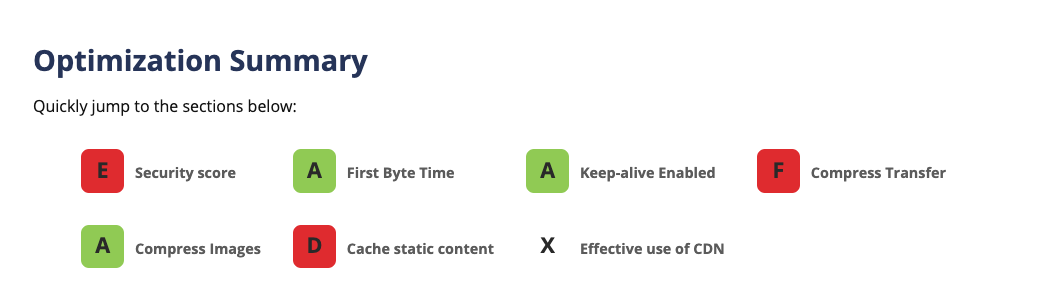 Optimization Summary
Quickly jump to the sections below:
E Security score A First Byte Time A Keep-alive Enabled F Compress Transfer
A Compress Images D Cache static content X Effective use of CDN